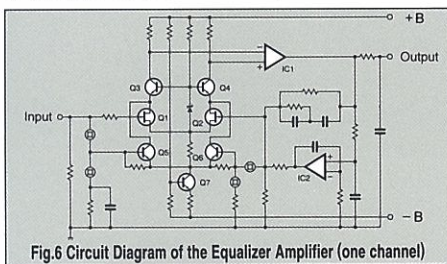 +B
IC1
Output
Q3
Q4
Input
Q1
Q2
Q5
Q6
IC2
Q7
−B
Fig.6 Circuit Diagram of the Equalizer Amplifier (one channel)